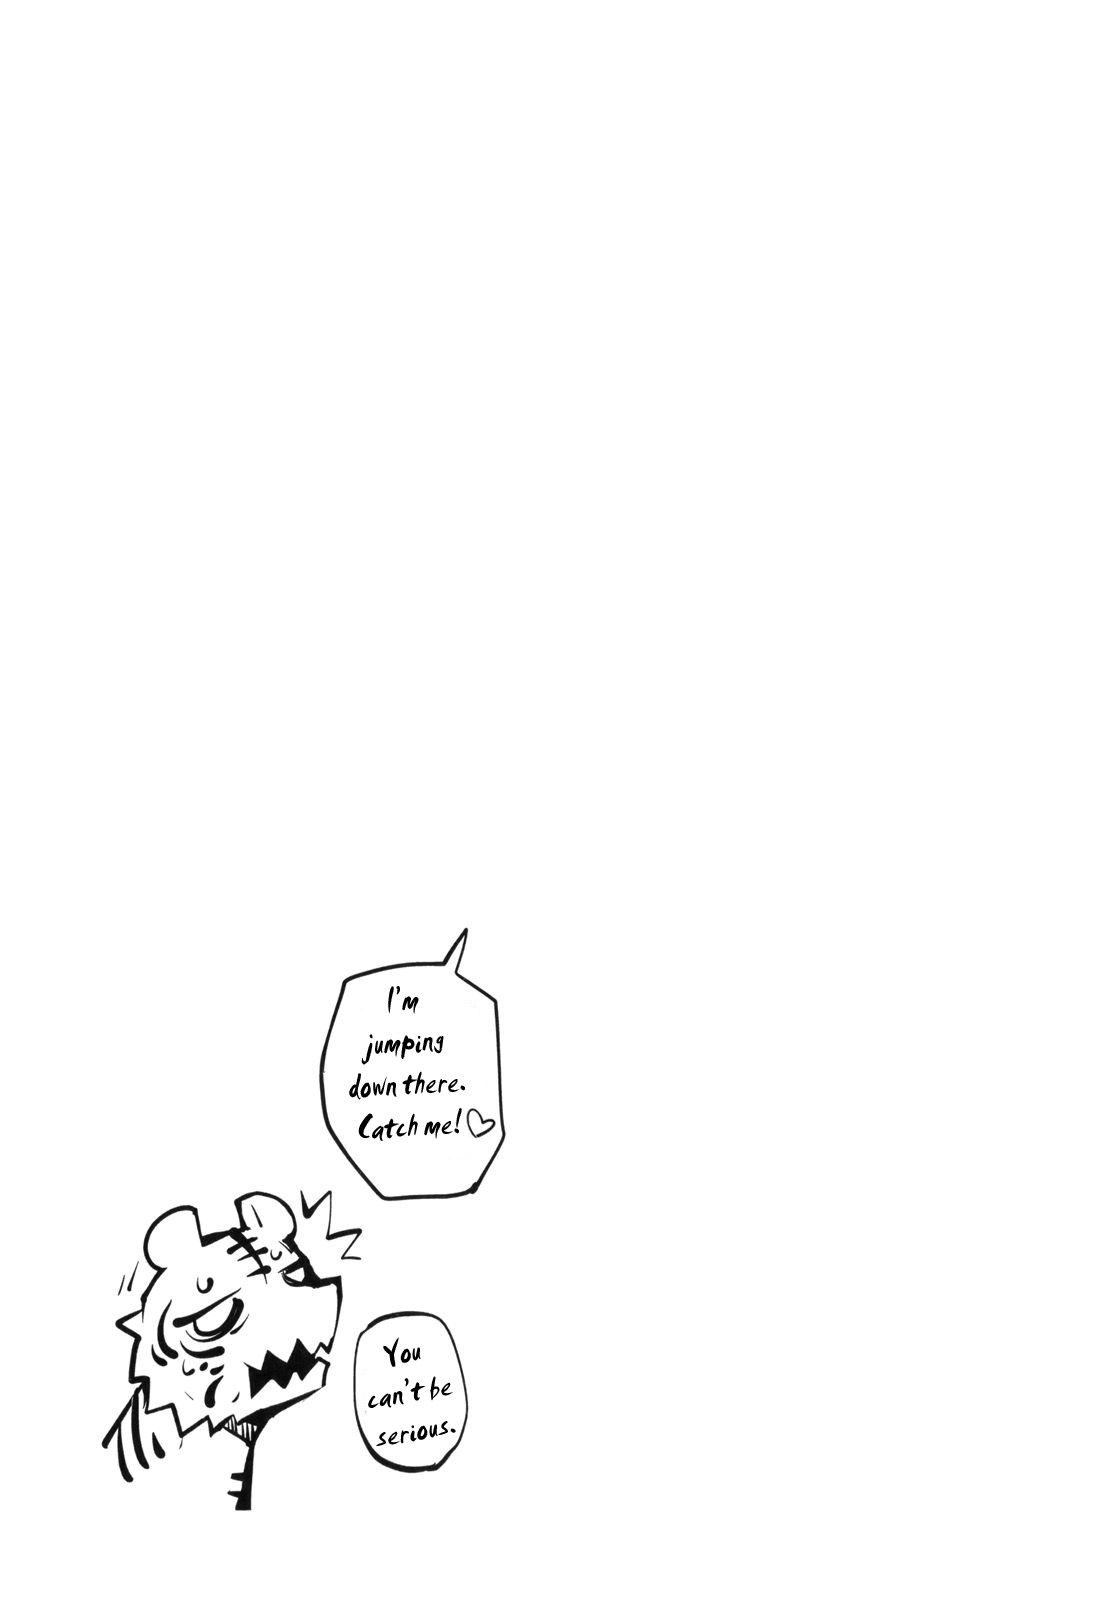 I'm
jumping
down there.
Catch me! ♡
You
can't be
serious.